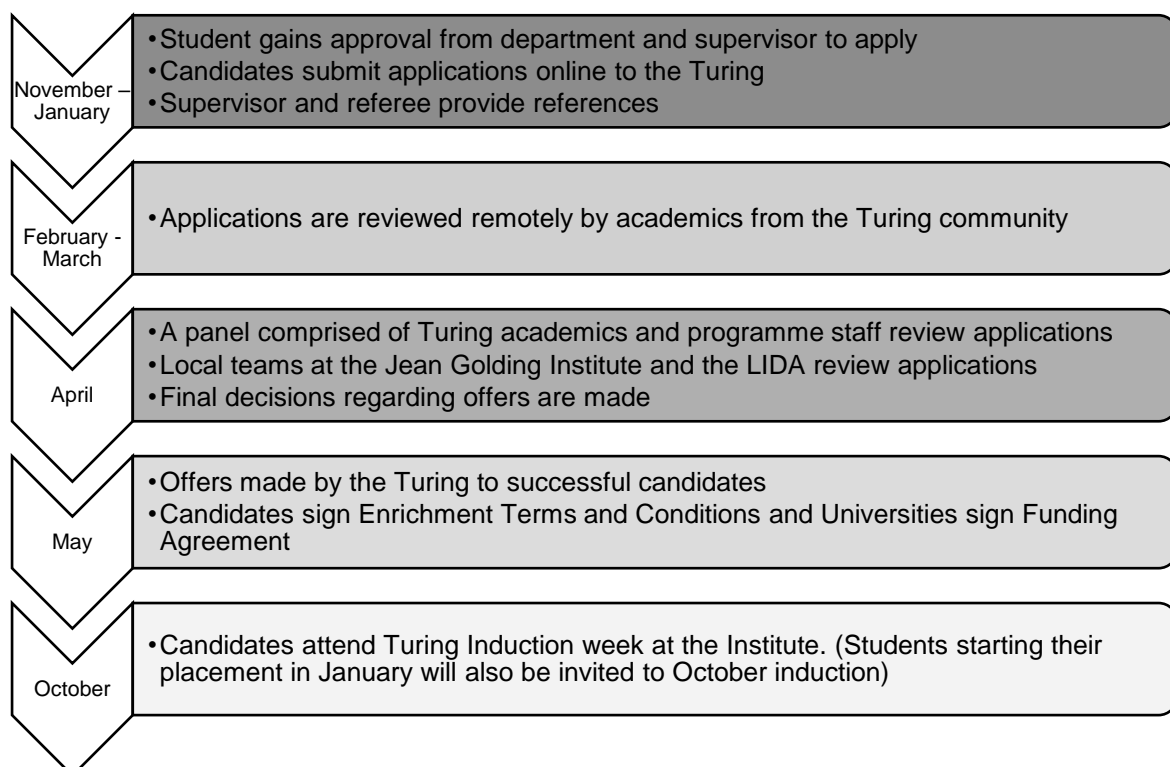 November –
January
•Student gains approval from department and supervisor to apply
•Candidates submit applications online to the Turing
•Supervisor and referee provide references
February -
March
•Applications are reviewed remotely by academics from the Turing community
April
•A panel comprised of Turing academics and programme staff review applications
•Local teams at the Jean Golding Institute and the LIDA review applications
•Final decisions regarding offers are made
May
•Offers made by the Turing to successful candidates
•Candidates sign Enrichment Terms and Conditions and Universities sign Funding
Agreement
October
•Candidates attend Turing Induction week at the Institute. (Students starting their
placement in January will also be invited to October induction)